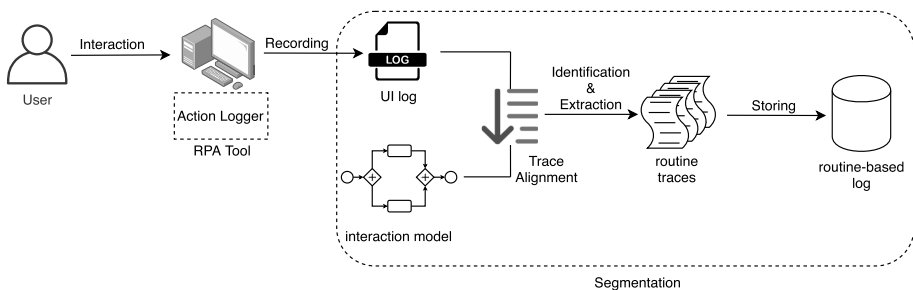 User
Interaction
Action Logger
RPA Tool
Recording
LOG
UI log
interaction model
Trace
Alignment
Identification
&
Extraction
routine
traces
Storing
routine-based
log
Segmentation